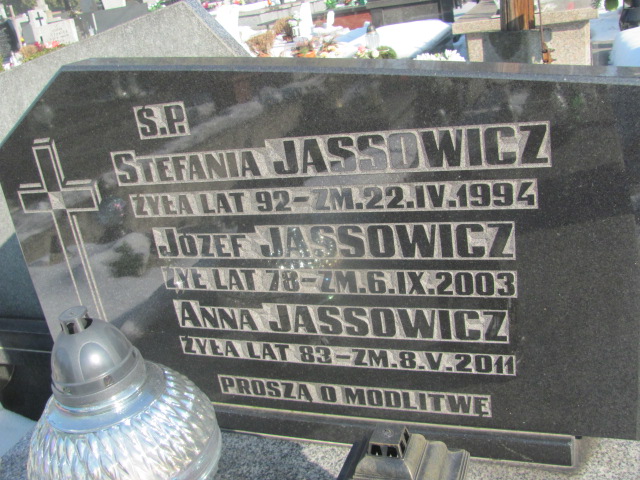 Ś.P.
STEFANIA JASSOWICZ
ŻYŁA LAT 92-ZM.22.IV.1994
JÓZEF JASSOWICZ
ŻYŁ LAT 78-ZM.6.IX.2003
ANNA JASSOWICZ
ŻYŁA LAT 83-ZM.8.V.2011
PROSZĄ O MODLITWĘ